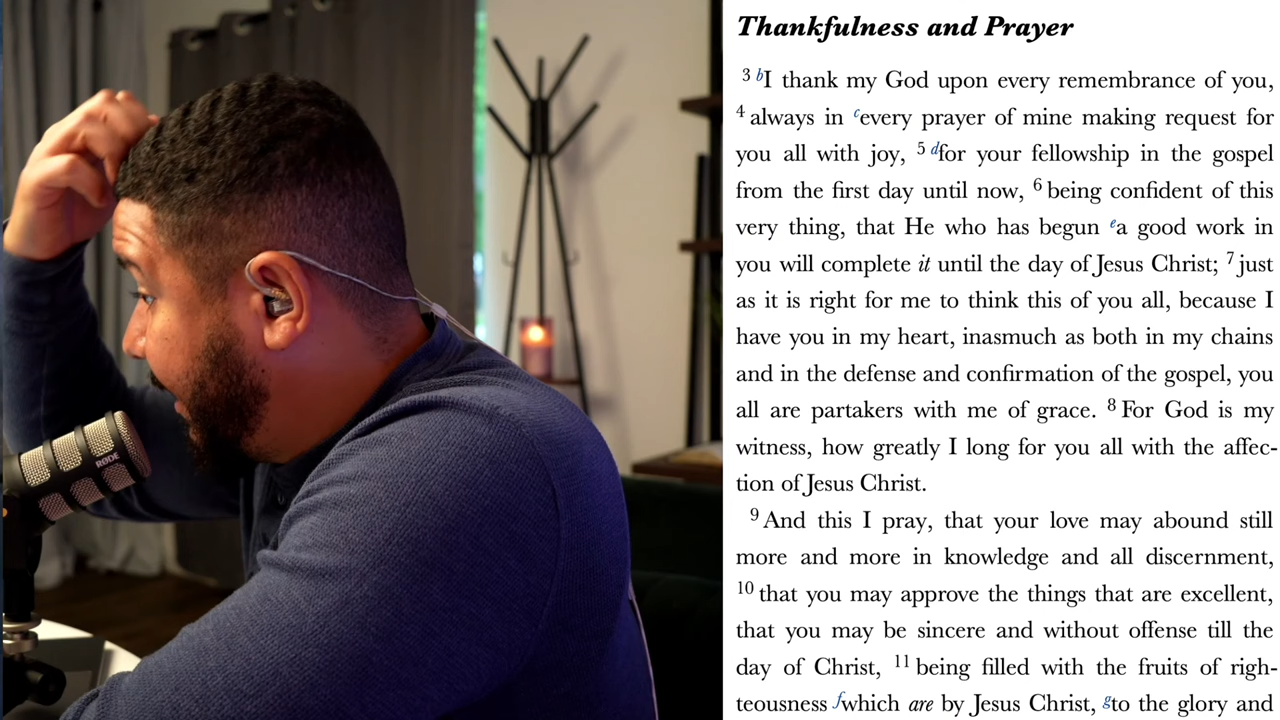 Thankfulness and Prayer
3 bI thank my God upon every remembrance of you,
4 always in cevery prayer of mine making request for
you all with joy, 5 dfor your fellowship in the gospel
from the first day until now, 6 being confident of this
very thing, that He who has begun ea good work in
you will complete it until the day of Jesus Christ; 7 just
as it is right for me to think this of you all, because I
have you in my heart, inasmuch as both in my chains
and in the defense and confirmation of the gospel, you
all are partakers with me of grace. 8 For God is my
witness, how greatly I long for you all with the affec-
tion of Jesus Christ.
9 And this I pray, that your love may abound still
more and more in knowledge and all discernment,
10 that you may approve the things that are excellent,
that you may be sincere and without offense till the
day of Christ, 11 being filled with the fruits of righ-
teousness fwhich are by Jesus Christ, gto the glory and
RODE